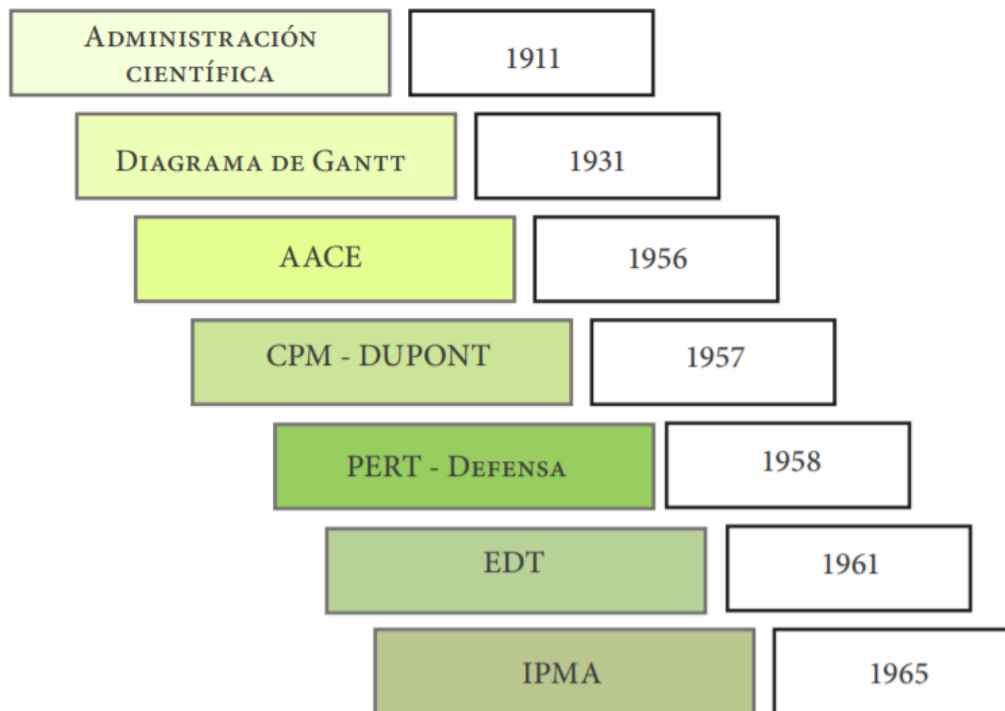 Administración
científica
1911
Diagrama de Gantt
1931
AACE
1956
CPM - DUPONT
1957
PERT - Defensa
1958
EDT
1961
IPMA
1965